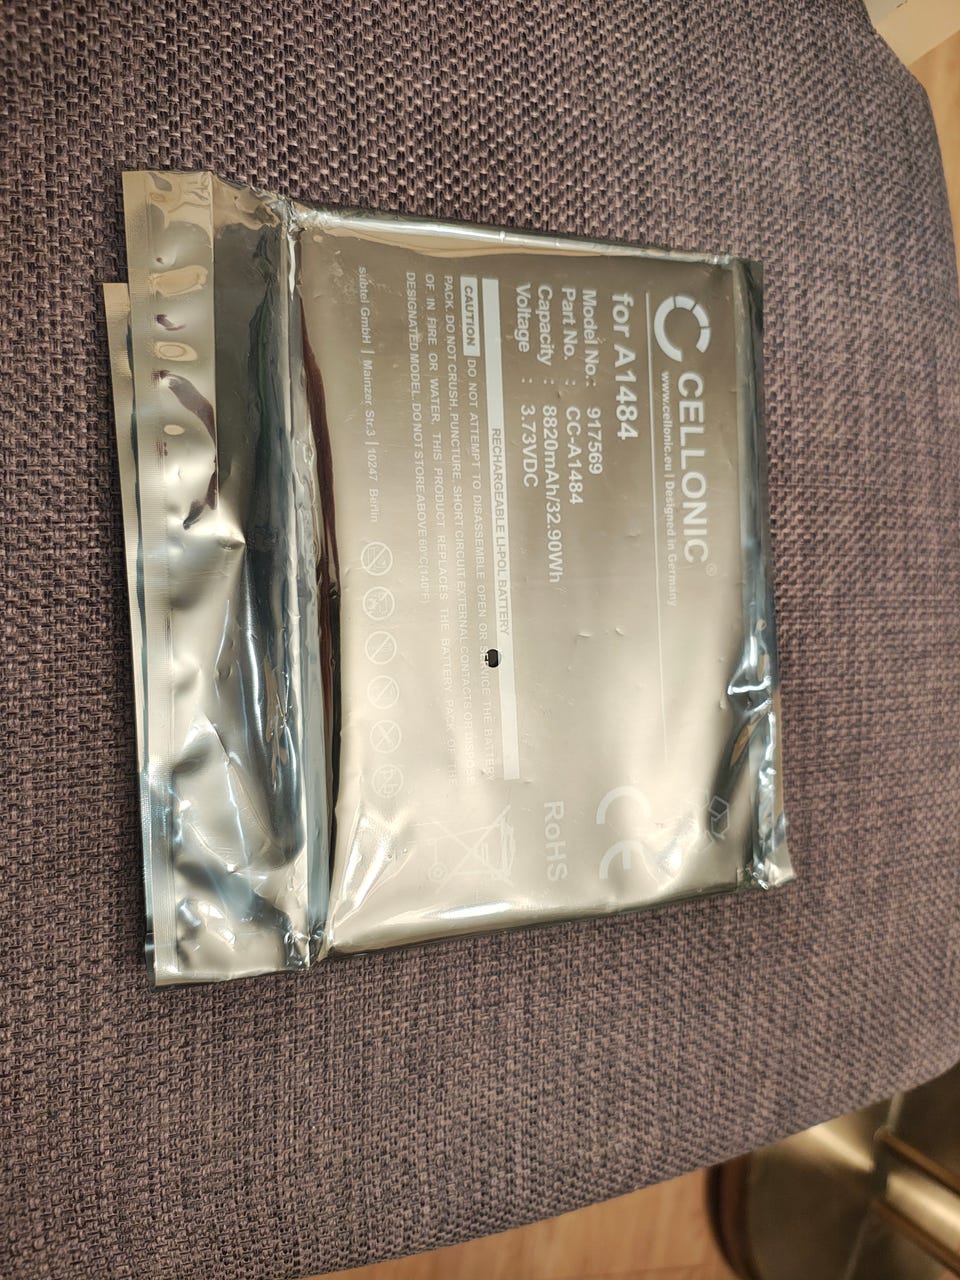 CELLONIC®
www.cellonic.eu | Designed in Germany
for A1484
Model No.: 917569
Part No. : CC-A1484
Capacity : 8820mAh/32.90Wh
Voltage : 3.73VDC
CE
RoHS
RECHARGEABLE LI-POL BATTERY
CAUTION DO NOT ATTEMPT TO DISASSEMBLE OPEN OR SERVICE THE BATTERY
PACK. DO NOT CRUSH, PUNCTURE, SHORT CIRCUIT EXTERNAL CONTACTS OR DISPOSE
OF IN FIRE OR WATER. THIS PRODUCT REPLACES THE BATTERY PACK OF THE
DESIGNATED MODEL. DO NOT STORE ABOVE 60°C(140°F)
subtel GmbH | Mainzer Str.3 | 10247 Berlin